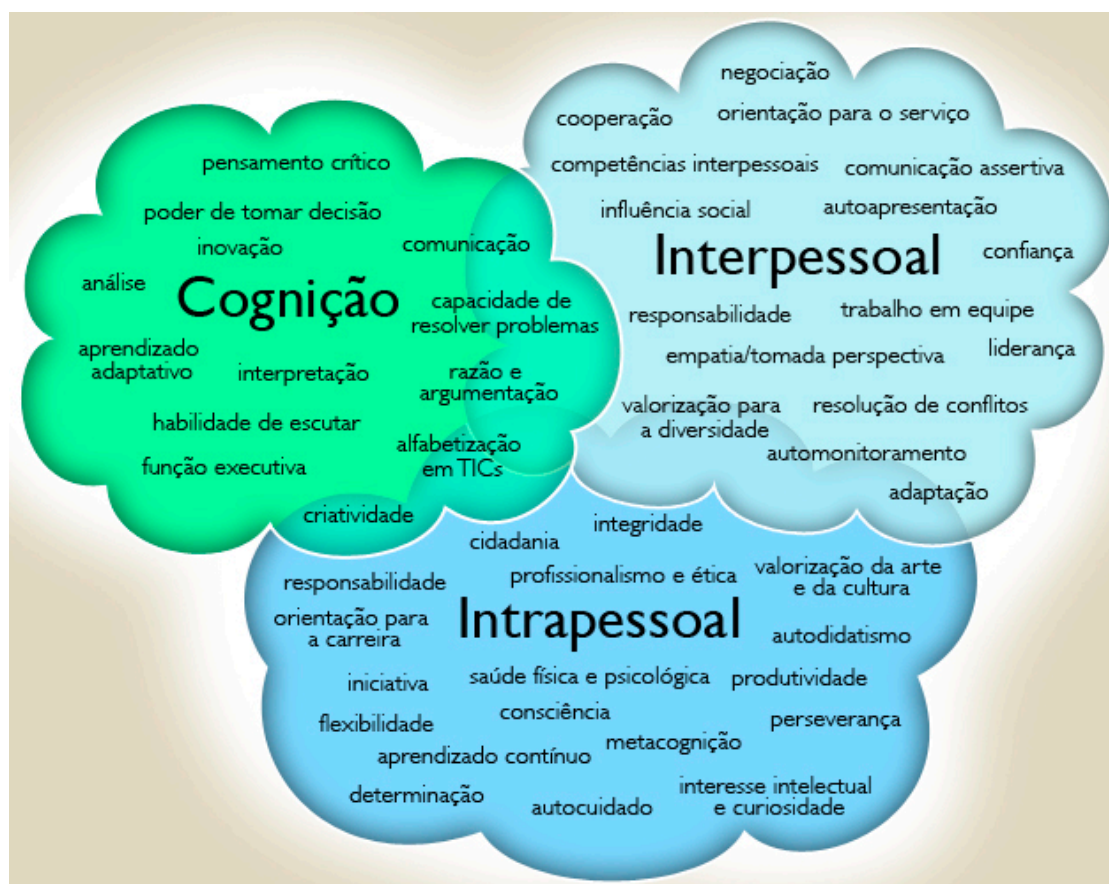 negociação
cooperação
orientação para o serviço
competências interpessoais
comunicação assertiva
influência social
autoapresentação
Interpessoal
confiança
responsabilidade
trabalho em equipe
empatia/tomada perspectiva
liderança
valorização para
a diversidade
resolução de conflitos
automonitoramento
adaptação
pensamento crítico
poder de tomar decisão
inovação
comunicação
análise
Cognição
capacidade de
resolver problemas
aprendizado
adaptativo
interpretação
razão e
argumentação
habilidade de escutar
função executiva
alfabetização
em TICs
criatividade
integridade
cidadania
responsabilidade
profissionalismo e ética
valorização da arte
e da cultura
orientação para
a carreira
Intrapessoal
autodidatismo
iniciativa
saúde física e psicológica
produtividade
flexibilidade
consciência
perseverança
aprendizado contínuo
metacognição
determinação
autocuidado
interesse intelectual
e curiosidade